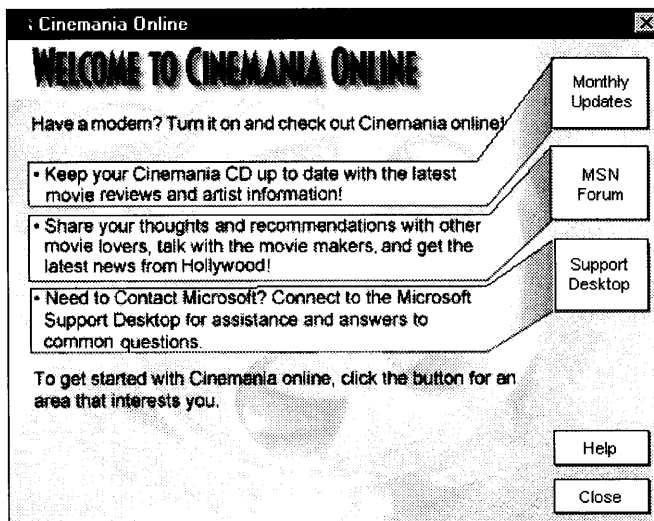 Cinemania Online
WELCOME TO CINEMANIA ONLINE
Have a modem? Turn it on and check out Cinemania online!
• Keep your Cinemania CD up to date with the latest
movie reviews and artist information!
• Share your thoughts and recommendations with other
movie lovers, talk with the movie makers, and get the
latest news from Hollywood!
• Need to Contact Microsoft? Connect to the Microsoft
Support Desktop for assistance and answers to
common questions.
To get started with Cinemania online, click the button for an
area that interests you.
Monthly
Updates
MSN
Forum
Support
Desktop
Help
Close